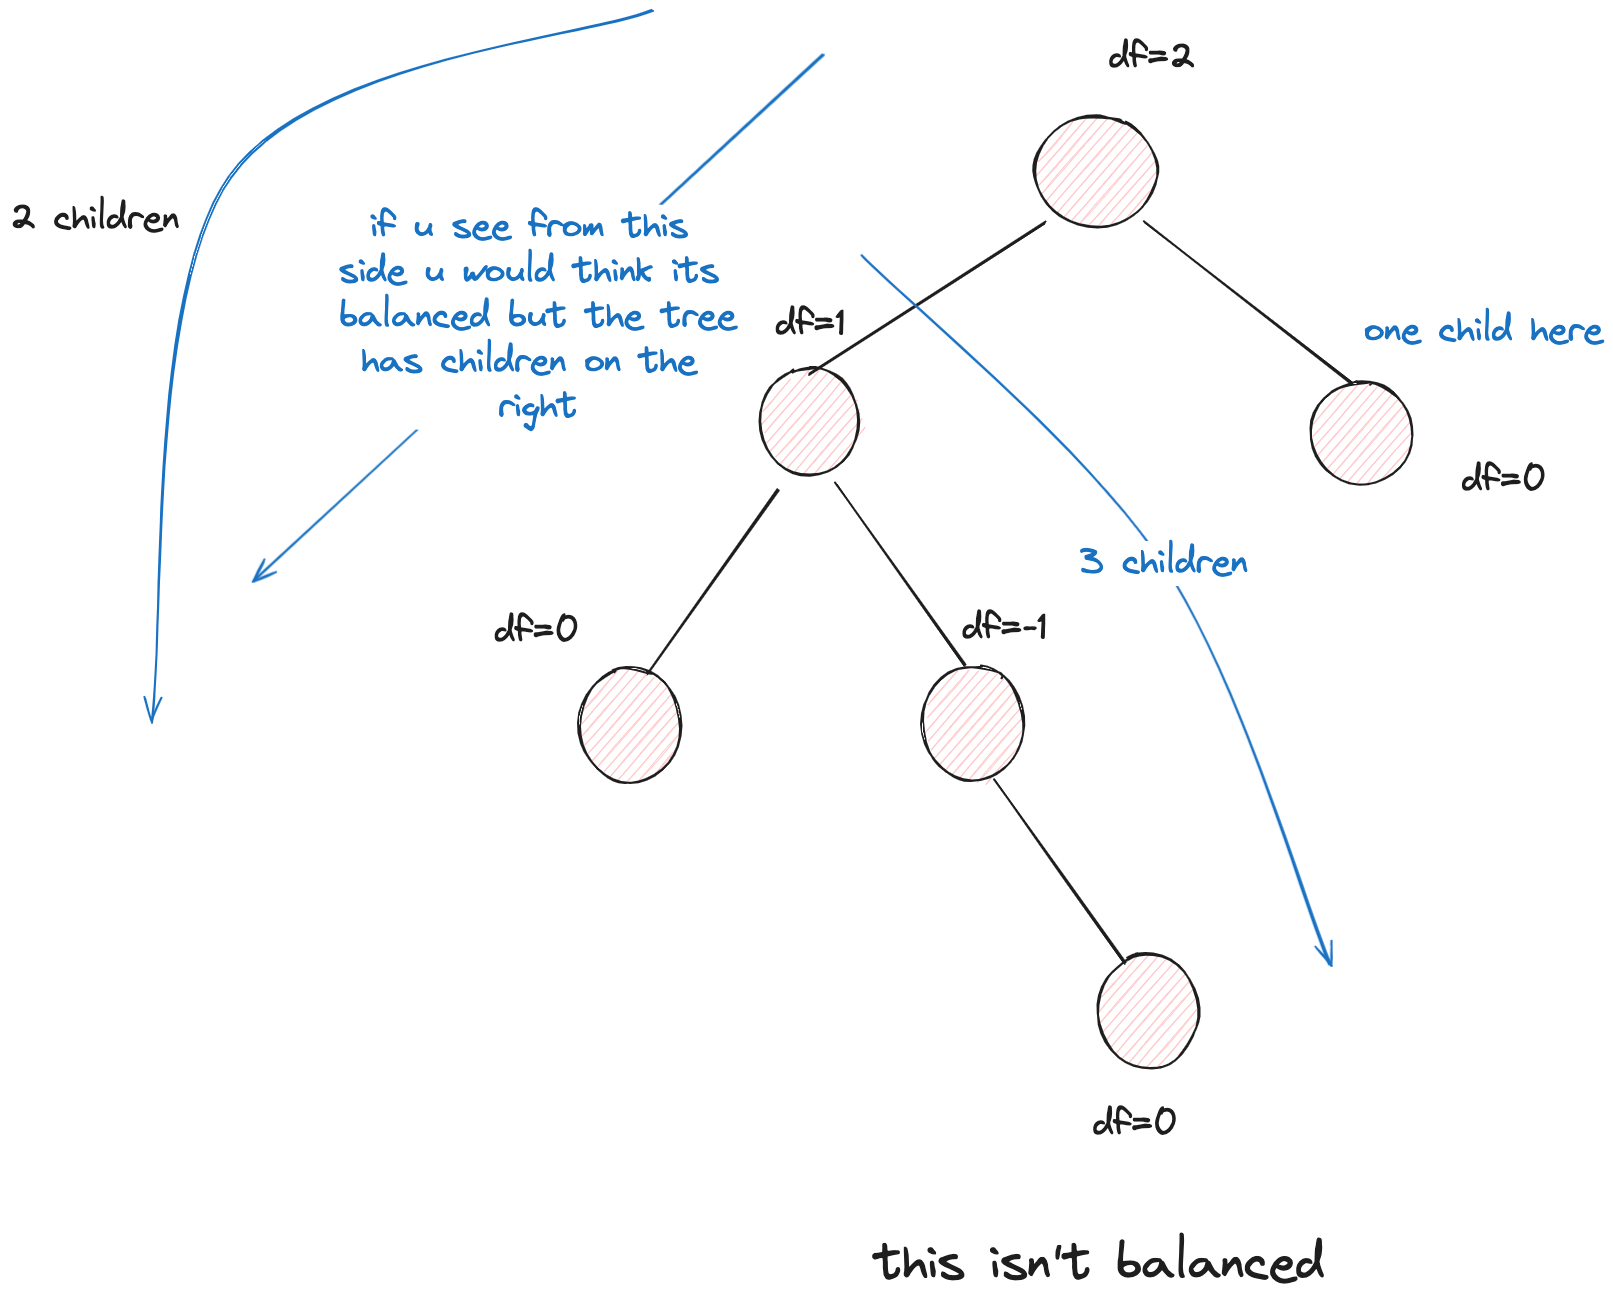 df=2
2 children
if u see from this
side u would think its
balanced but the tree
has children on the
right
df=1
one child here
df=0
3 children
df=0
df=-1
df=0
this isn't balanced